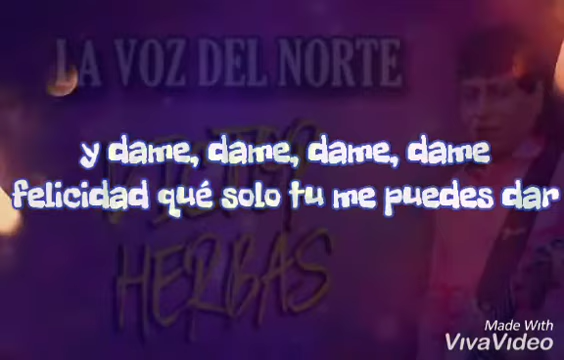 LA VOZ DEL NORTE
y dame, dame, dame, dame
felicidad qué solo tu me puedes dar
HERBAS
Made With
VivaVideo